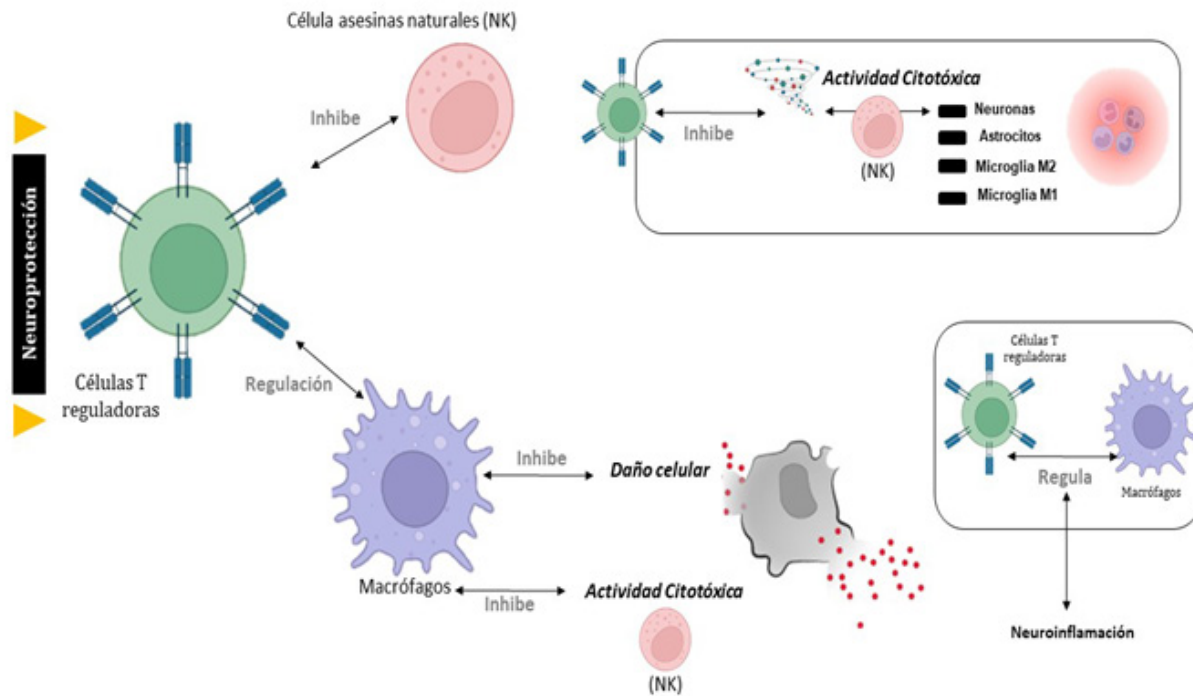 Neuroprotección
Célula asesinas naturales (NK)
Inhibe
Células T
reguladoras
Regulación
Macrófagos
Inhibe
Daño celular
Inhibe
Actividad Citotóxica
(NK)
Inhibe
Actividad Citotóxica
(NK)
Neuronas
Astrocitos
Microglia M2
Microglia M1
Células T
reguladoras
Regula
Macrófagos
Neuroinflamación